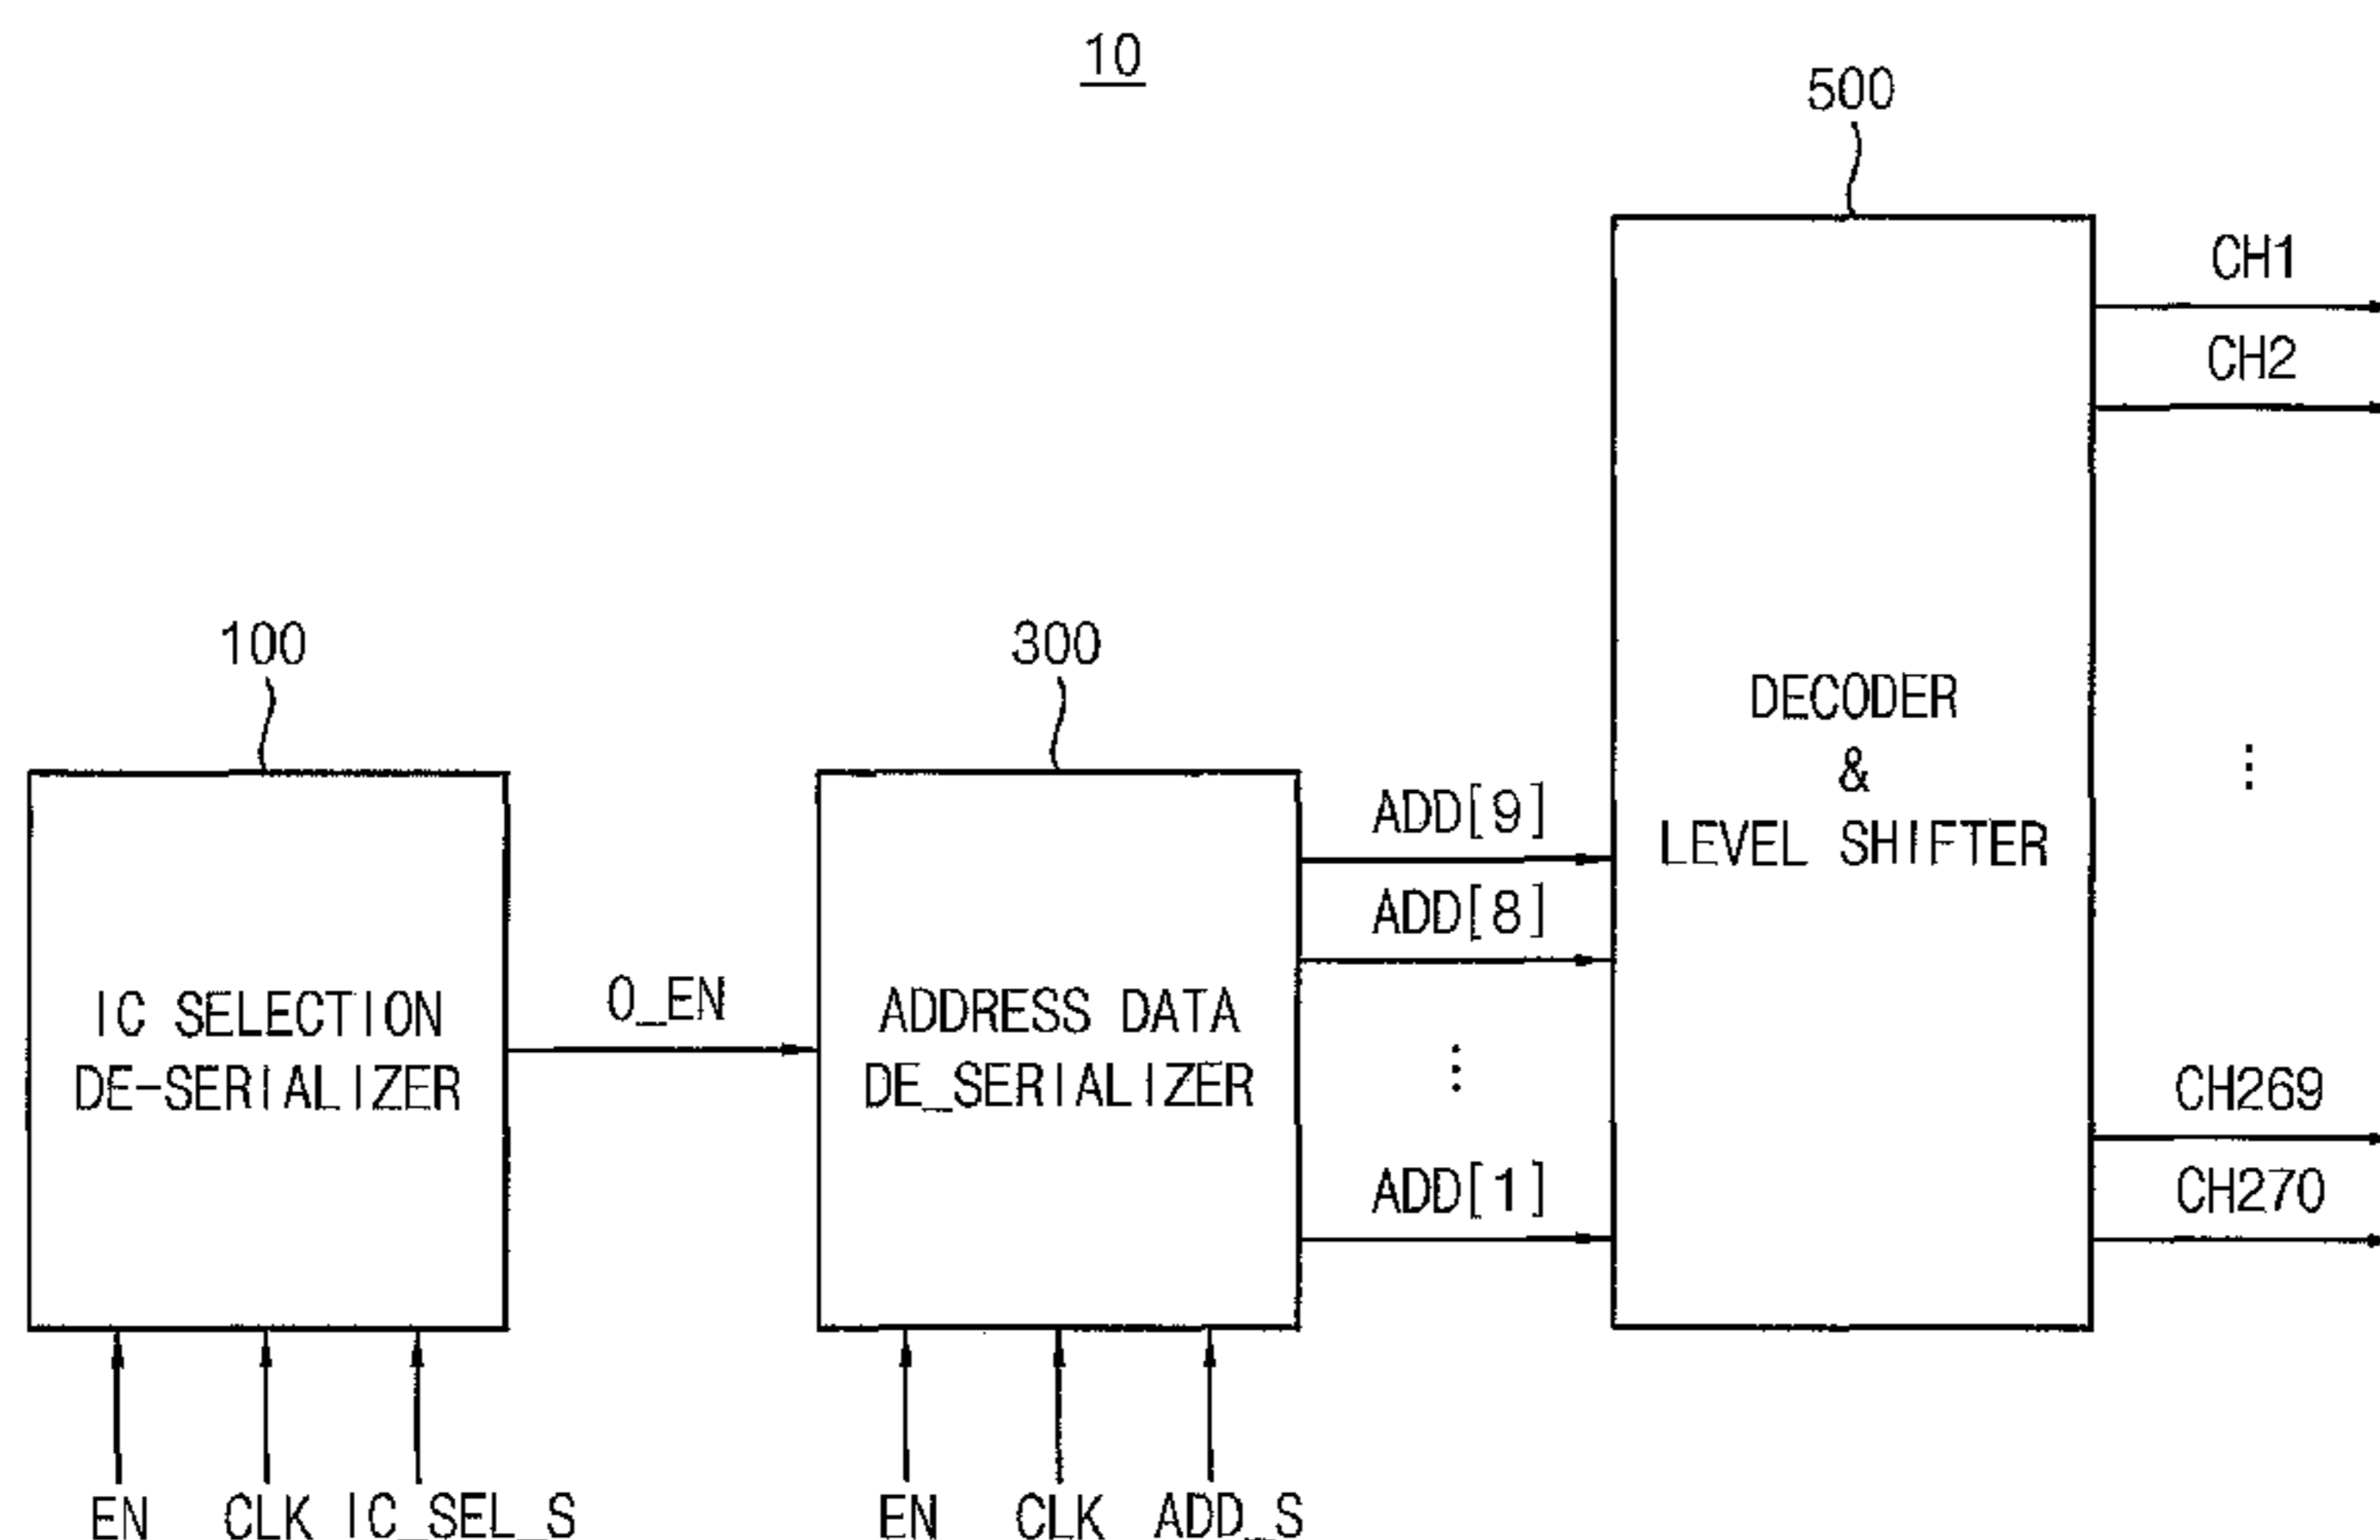 10
500
CH1
CH2
100
300
DECODER
&
LEVEL SHIFTER
⋮
ADD[9]
ADD[8]
IC SELECTION
DE-SERIALIZER
O_EN
ADDRESS DATA
DE_SERIALIZER
⋮
CH269
ADD[1]
CH270
EN CLK IC_SEL_S
EN CLK ADD_S